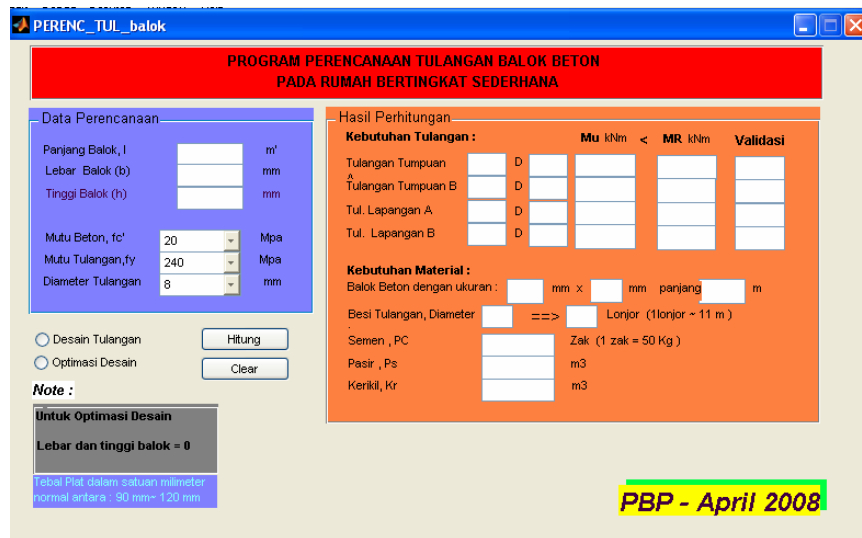 PERENC_TUL_balok
PROGRAM PERENCANAAN TULANGAN BALOK BETON
PADA RUMAH BERTINGKAT SEDERHANA
Data Perencanaan
Panjang Balok, l m'
Lebar Balok (b) mm
Tinggi Balok (h) mm
Mutu Beton, fc' 20 Mpa
Mutu Tulangan,fy 240 Mpa
Diameter Tulangan 8 mm
Desain Tulangan Hitung
Optimasi Desain Clear
Note :
Untuk Optimasi Desain
Lebar dan tinggi balok = 0
Tebal Plat dalam satuan milimeter
normal antara : 90 mm~ 120 mm
Hasil Perhitungan
Kebutuhan Tulangan : Mu kNm < MR kNm Validasi
Tulangan Tumpuan D
Tulangan Tumpuan B D
Tul. Lapangan A D
Tul. Lapangan B D
Kebutuhan Material :
Balok Beton dengan ukuran : mm x mm panjang m
Besi Tulangan, Diameter ==> Lonjor (1lonjor ~ 11 m )
Semen , PC Zak (1 zak = 50 Kg )
Pasir , Ps m3
Kerikil, Kr m3
PBP - April 2008